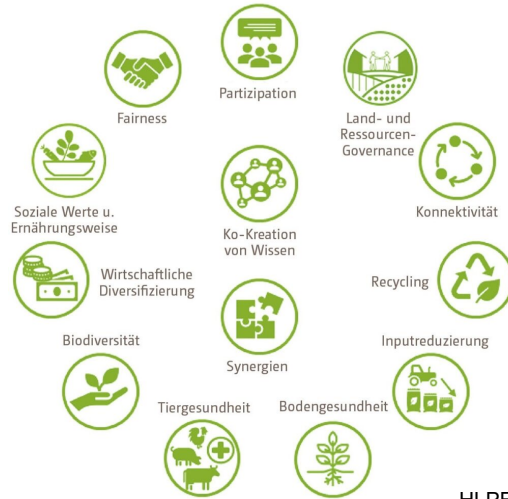 Partizipation
Fairness
Land- und
Ressourcen-
Governance
Soziale Werte u.
Ernährungsweise
Ko-Kreation
von Wissen
Konnektivität
Wirtschaftliche
Diversifizierung
Recycling
Biodiversität
Synergien
Inputreduzierung
Tiergesundheit
Bodengesundheit